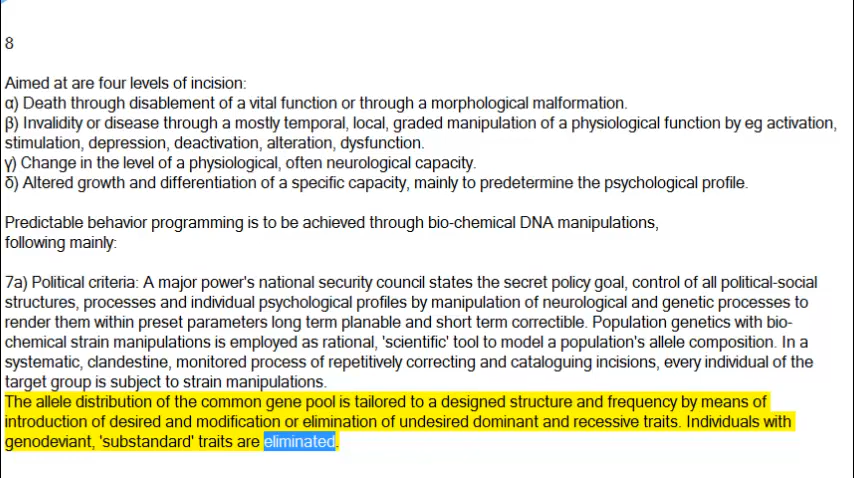 8
Aimed at are four levels of incision:
α) Death through disablement of a vital function or through a morphological malformation.
β) Invalidity or disease through a mostly temporal, local, graded manipulation of a physiological function by eg activation,
stimulation, depression, deactivation, alteration, dysfunction.
γ) Change in the level of a physiological, often neurological capacity.
δ) Altered growth and differentiation of a specific capacity, mainly to predetermine the psychological profile.
Predictable behavior programming is to be achieved through bio-chemical DNA manipulations,
following mainly:
7a) Political criteria: A major power's national security council states the secret policy goal, control of all political-social
structures, processes and individual psychological profiles by manipulation of neurological and genetic processes to
render them within preset parameters long term planable and short term correctible. Population genetics with bio-
chemical strain manipulations is employed as rational, 'scientific' tool to model a population's allele composition. In a
systematic, clandestine, monitored process of repetitively correcting and cataloguing incisions, every individual of the
target group is subject to strain manipulations.
The allele distribution of the common gene pool is tailored to a designed structure and frequency by means of
introduction of desired and modification or elimination of undesired dominant and recessive traits. Individuals with
genodeviant, 'substandard' traits are eliminated.